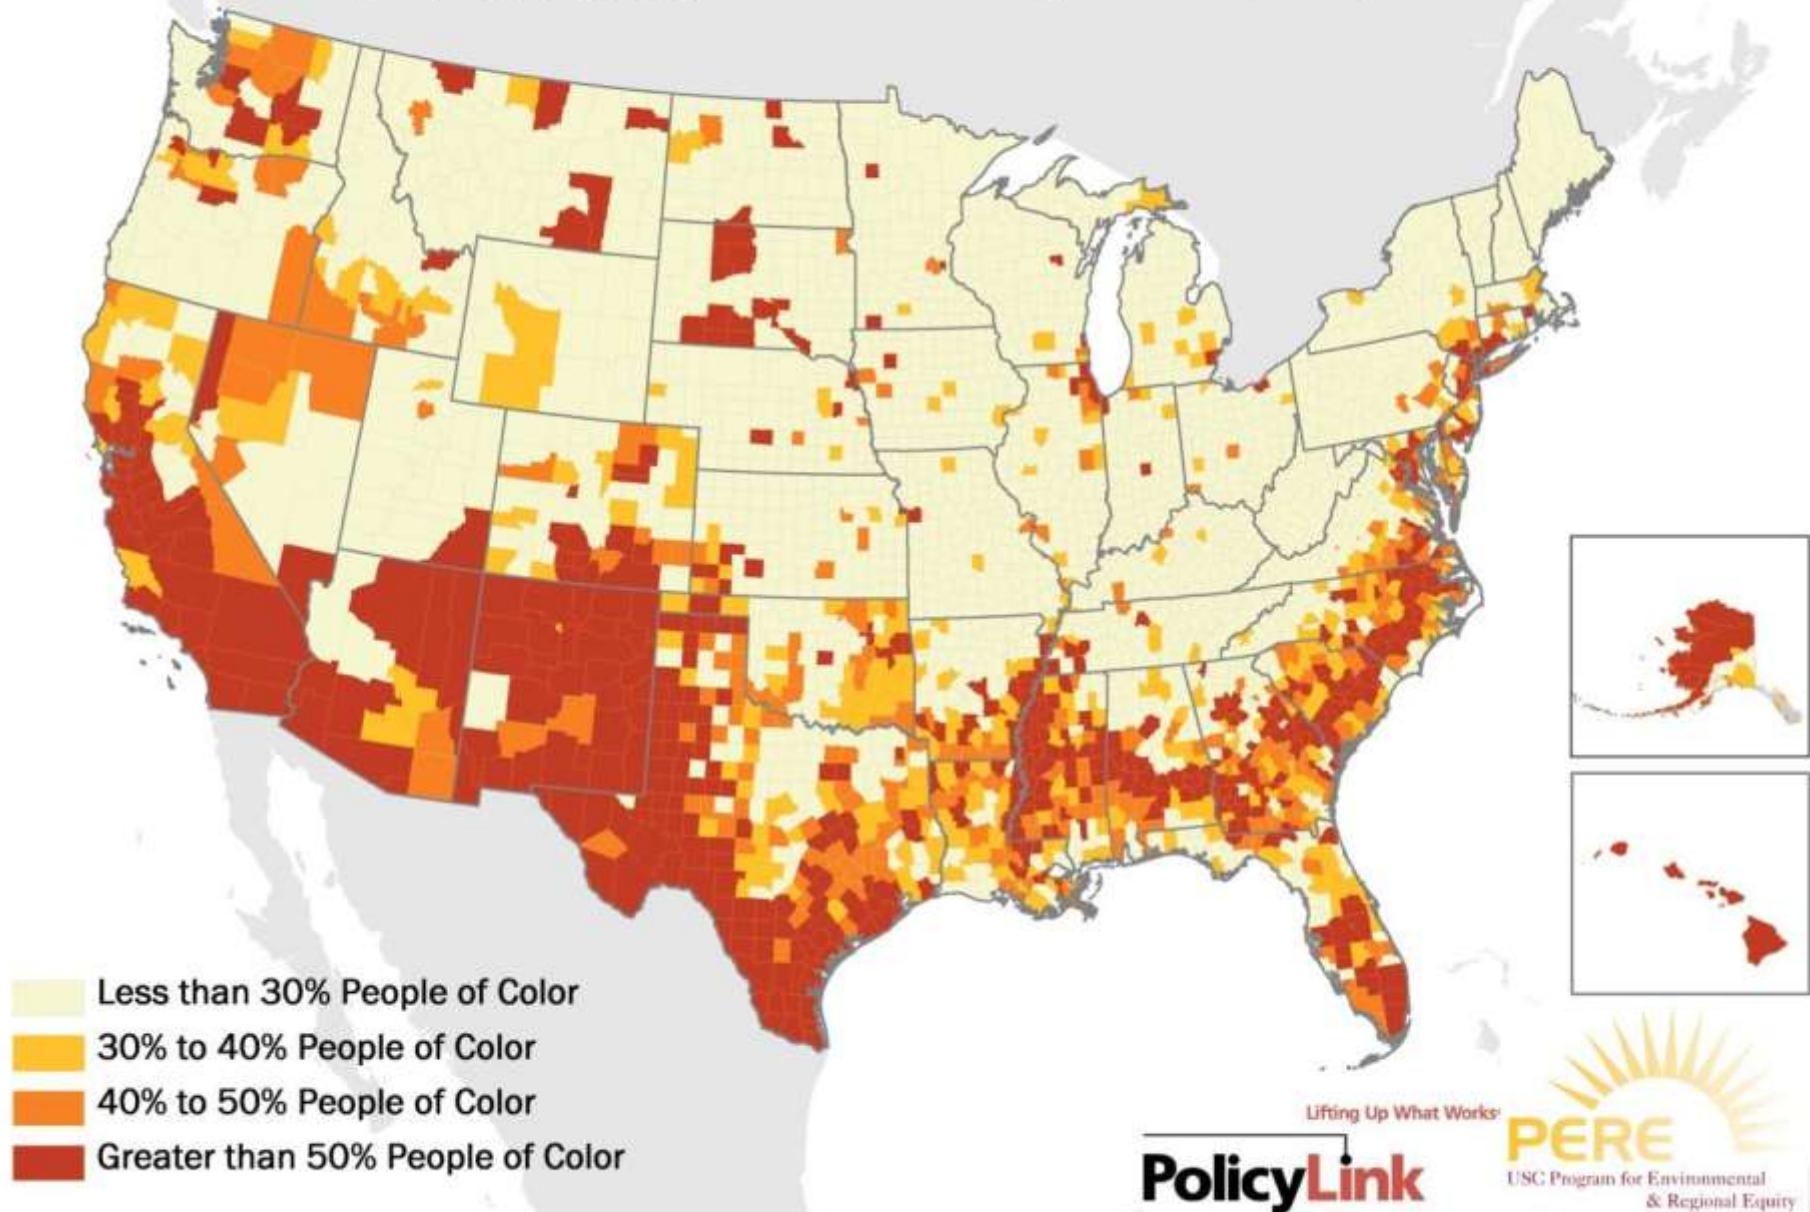 Less than 30% People of Color
30% to 40% People of Color
40% to 50% People of Color
Greater than 50% People of Color
Lifting Up What Works
PolicyLink
PERE
USC Program for Environmental
& Regional Equity